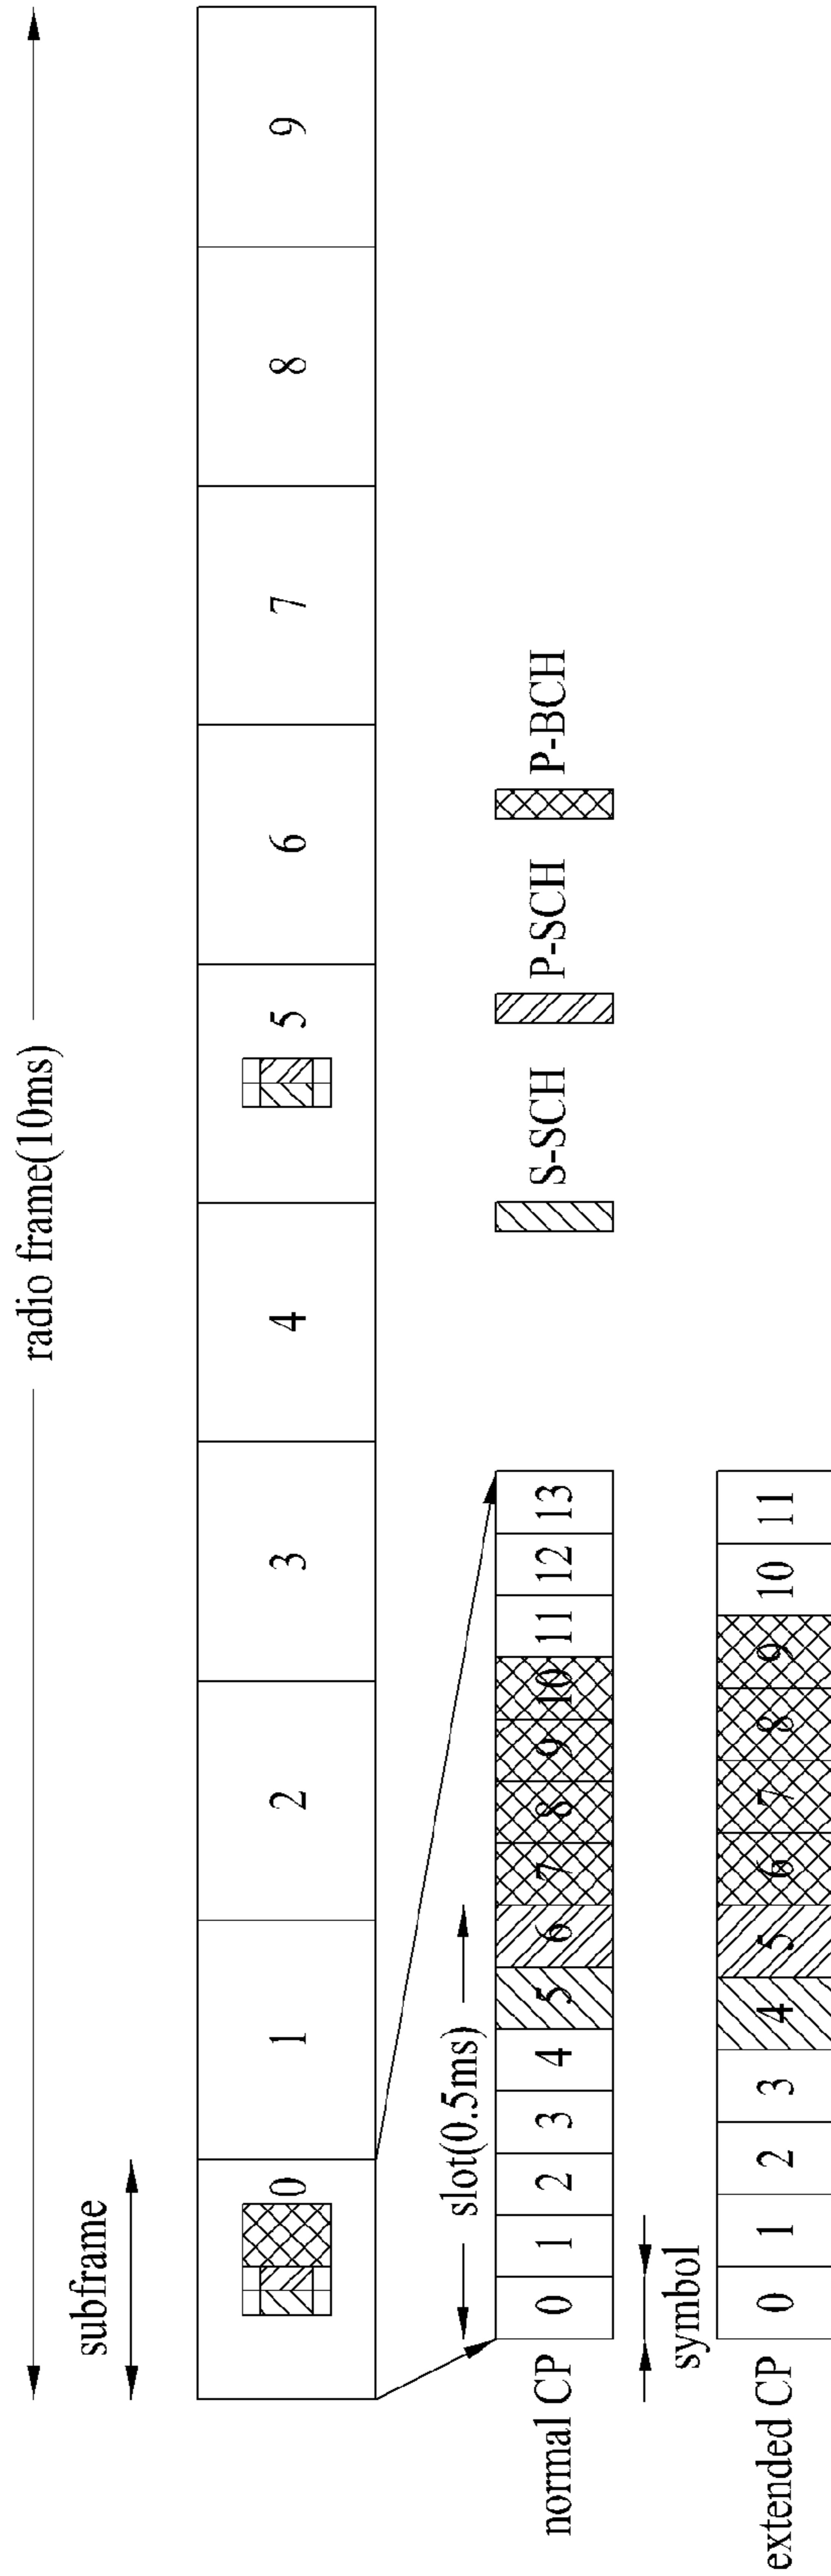 radio frame(10ms)
subframe
0 1 2 3 4 5 6 7 8 9
slot(0.5ms)
normal CP 0 1 2 3 4 5 6 7 8 9 10 11 12 13
S-SCH P-SCH P-BCH
symbol
extended CP 0 1 2 3 4 5 6 7 8 9 10 11